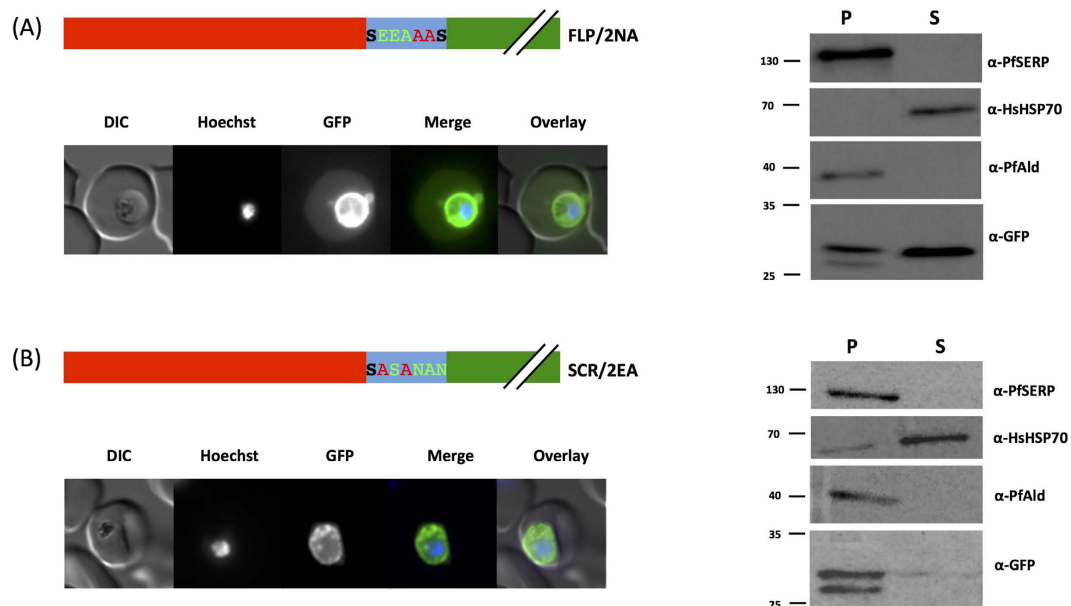 (A)
SEEAAAS
FLP/2NA
DIC Hoechst GFP Merge Overlay
P S
130
α-PfSERP
70
α-HsHSP70
40
α-PfAld
35
α-GFP
25
(B)
SASANAN
SCR/2EA
DIC Hoechst GFP Merge Overlay
P S
130
α-PfSERP
70
α-HsHSP70
40
α-PfAld
35
α-GFP
25